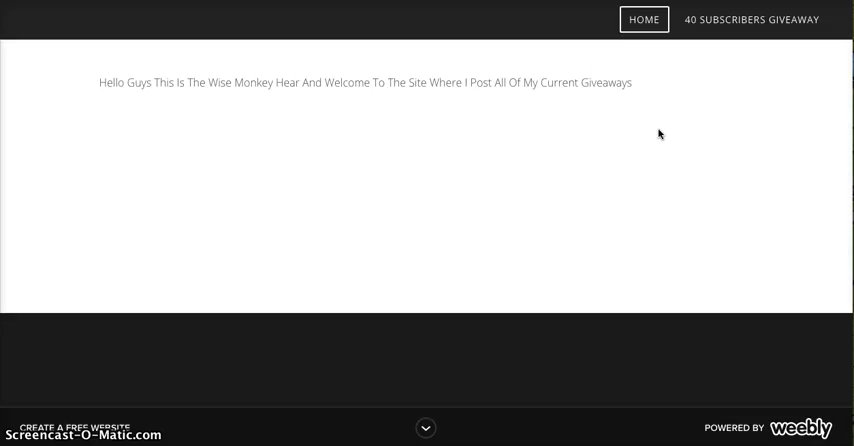 HOME 40 SUBSCRIBERS GIVEAWAY
Hello Guys This Is The Wise Monkey Hear And Welcome To The Site Where I Post All Of My Current Giveaways
CREATE A FREE WEBSITE POWERED BY weebly
Screencast-O-Matic.com